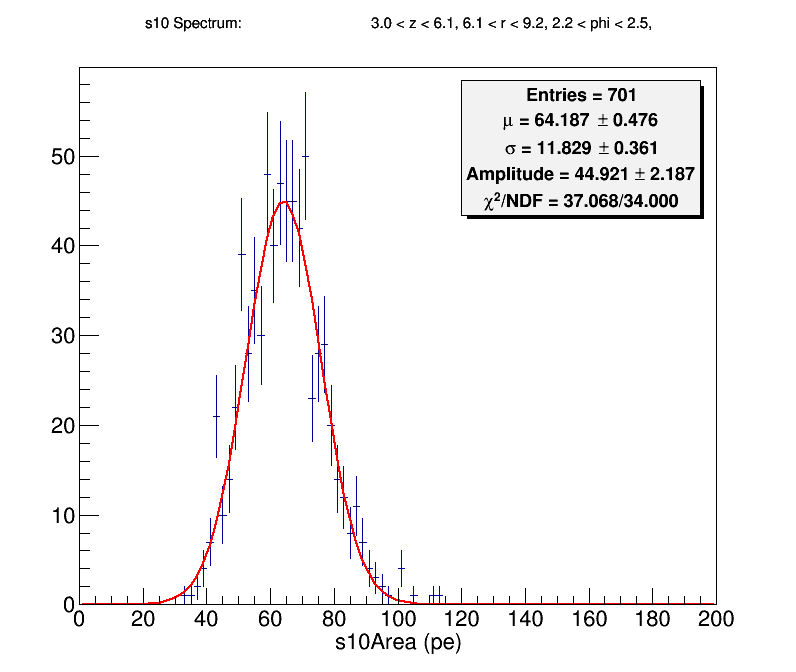 s10 Spectrum: 3.0 < z < 6.1, 6.1 < r < 9.2, 2.2 < phi < 2.5,
Entries = 701
μ = 64.187 ± 0.476
σ = 11.829 ± 0.361
Amplitude = 44.921 ± 2.187
χ²/NDF = 37.068/34.000
50
40
30
20
10
0
0 20 40 60 80 100 120 140 160 180 200
s10Area (pe)